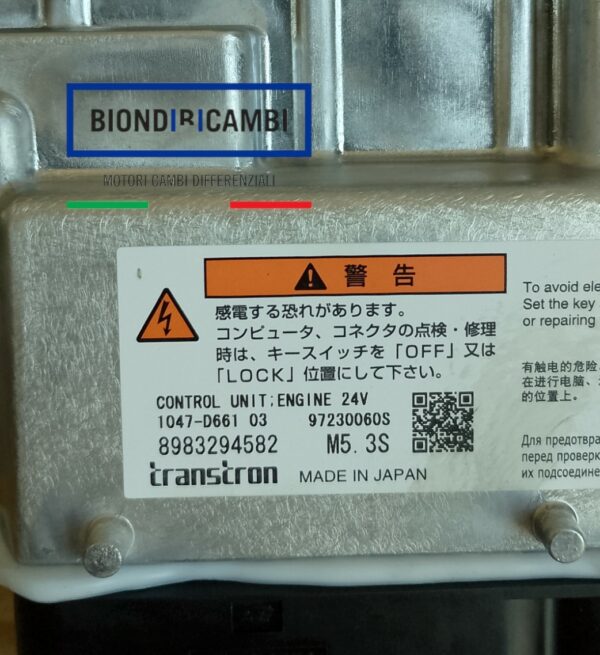 BIONDIRICAMBI
MOTORI CAMBI DIFFERENZIALI
警告
感電する恐れがあります。
コンピュータ、コネクタの点検・修理
時は、キースイッチを「OFF」又は
「LOCK」位置にして下さい。
CONTROL UNIT;ENGINE 24V
1047-D661 03 97230060S
8983294582 M5.3S
transtron MADE IN JAPAN
To avoid ele
Set the key
or repairing
有触电的危险
在进行电脑、
的位置上。
Для предотвра
перед проверк
их подсоедине